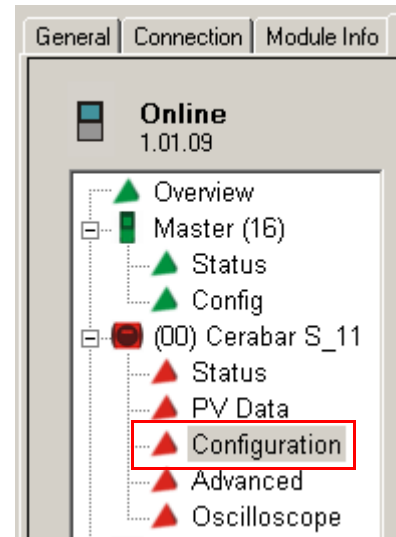 General Connection Module Info
Online
1.01.09
Overview
Master (16)
Status
Config
(00) Cerabar S_11
Status
PV Data
Configuration
Advanced
Oscilloscope